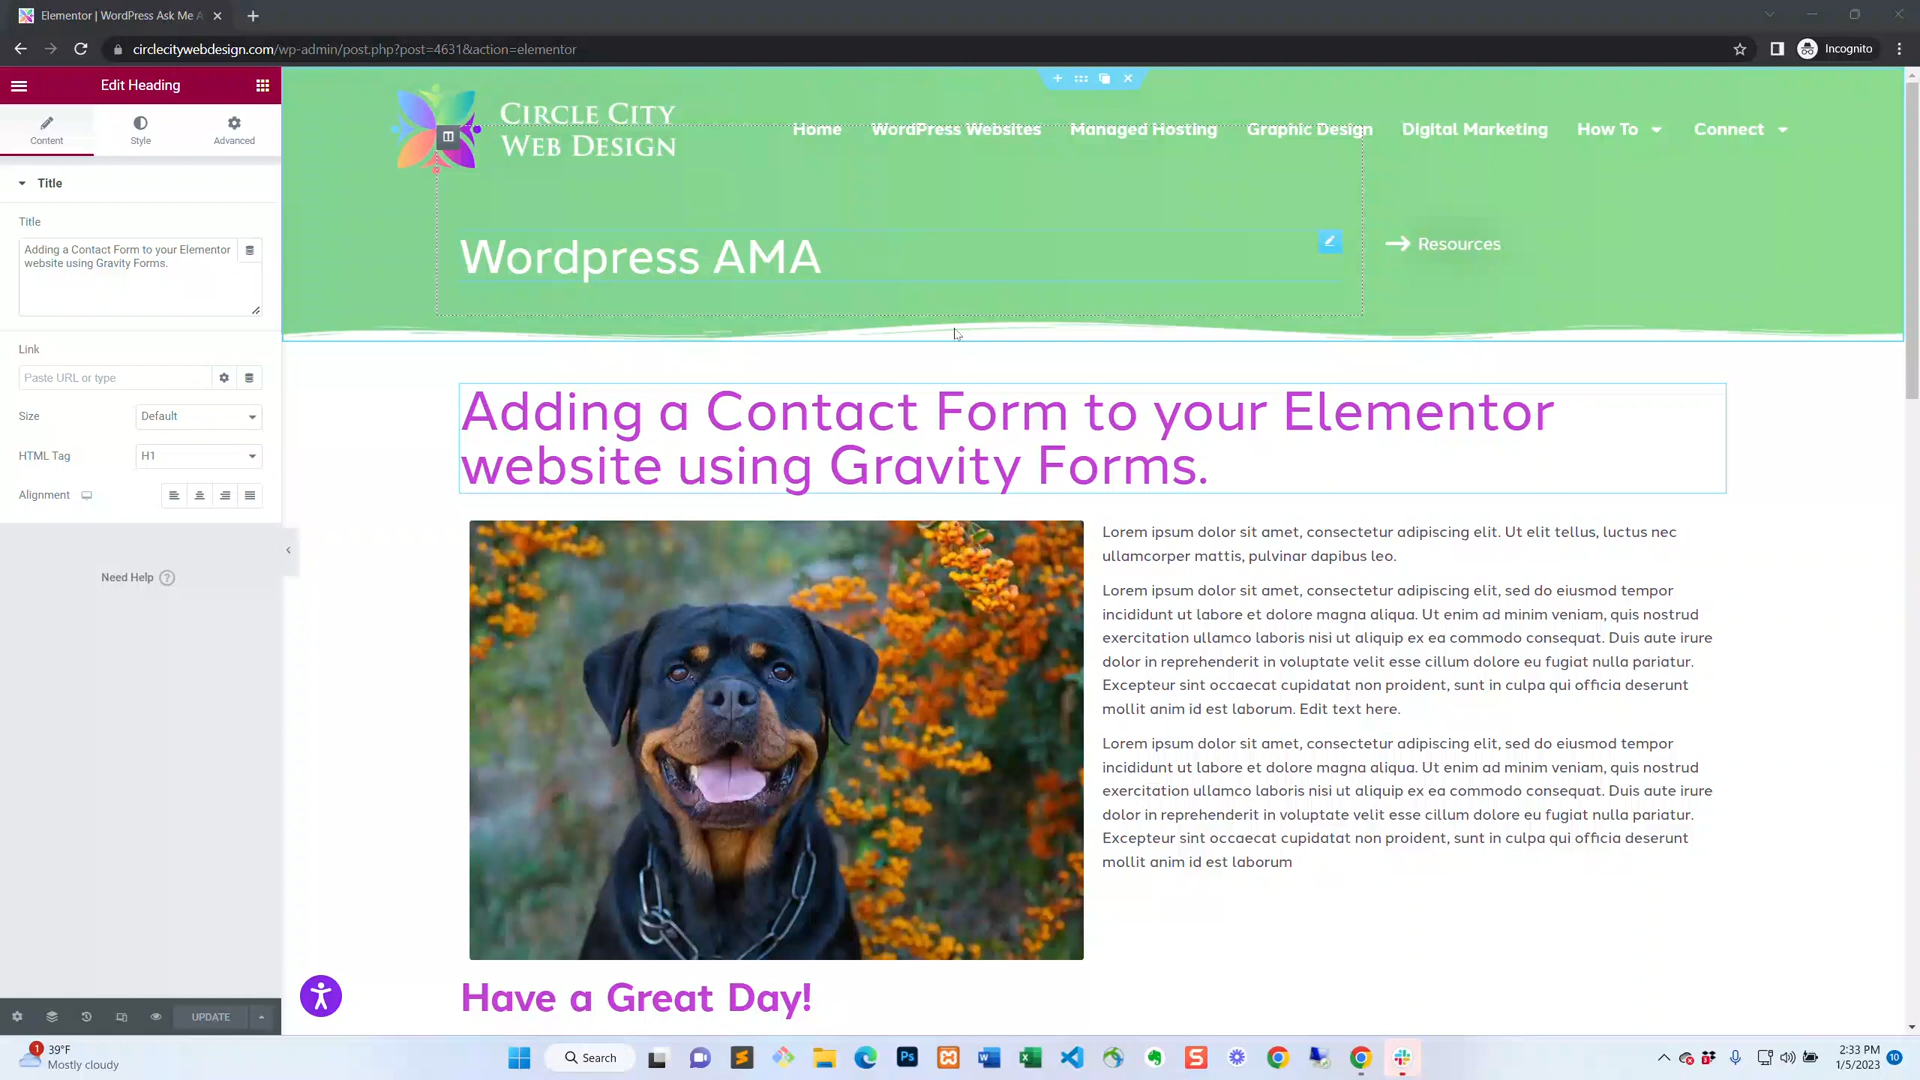 Elementor | WordPress Ask Me A
circlecitywebdesign.com/wp-admin/post.php?post=4631&action=elementor
Incognito
Edit Heading
Content
Style
Advanced
Title
Title
Adding a Contact Form to your Elementor
website using Gravity Forms.
Link
Paste URL or type
Size
Default
HTML Tag
H1
Alignment
Need Help
?
UPDATE
CIRCLE CITY
WEB DESIGN
Home
WordPress Websites
Managed Hosting
Graphic Design
Digital Marketing
How To
Connect
Wordpress AMA
Resources
Adding a Contact Form to your Elementor
website using Gravity Forms.
Lorem ipsum dolor sit amet, consectetur adipiscing elit. Ut elit tellus, luctus nec
ullamcorper mattis, pulvinar dapibus leo.
Lorem ipsum dolor sit amet, consectetur adipiscing elit, sed do eiusmod tempor
incididunt ut labore et dolore magna aliqua. Ut enim ad minim veniam, quis nostrud
exercitation ullamco laboris nisi ut aliquip ex ea commodo consequat. Duis aute irure
dolor in reprehenderit in voluptate velit esse cillum dolore eu fugiat nulla pariatur.
Excepteur sint occaecat cupidatat non proident, sunt in culpa qui officia deserunt
mollit anim id est laborum. Edit text here.
Lorem ipsum dolor sit amet, consectetur adipiscing elit, sed do eiusmod tempor
incididunt ut labore et dolore magna aliqua. Ut enim ad minim veniam, quis nostrud
exercitation ullamco laboris nisi ut aliquip ex ea commodo consequat. Duis aute irure
dolor in reprehenderit in voluptate velit esse cillum dolore eu fugiat nulla pariatur.
Excepteur sint occaecat cupidatat non proident, sunt in culpa qui officia deserunt
mollit anim id est laborum
Have a Great Day!
1
39°F
Mostly cloudy
Search
Ps
2:33 PM
1/5/2023
10